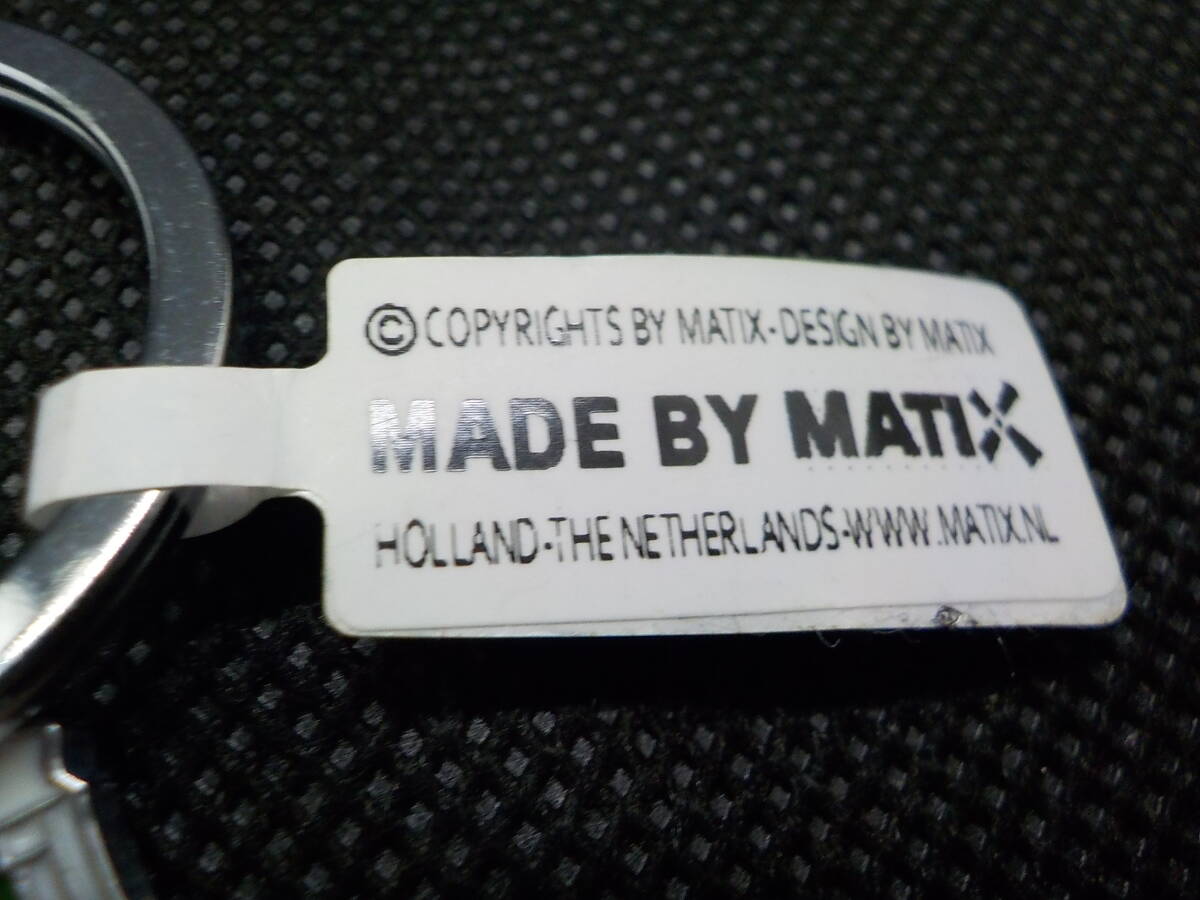 © COPYRIGHTS BY MATIX-DESIGN BY MATIX
MADE BY MATIX
HOLLAND-THE NETHERLANDS-WWW.MATIX.NL